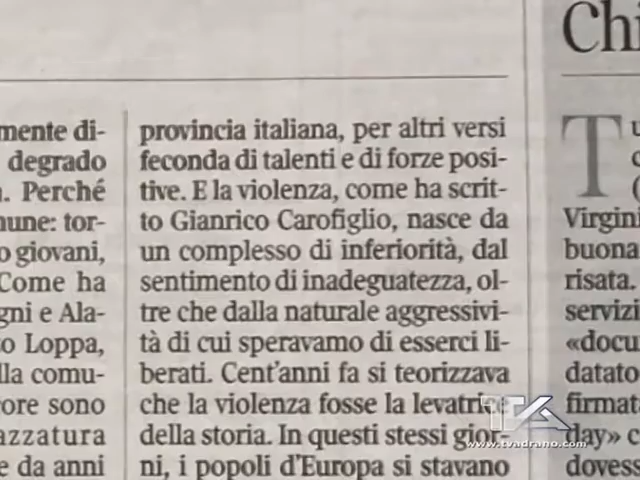 mente di-
degrado
. Perché
nune: tor-
o giovani,
Come ha
gni e Ala-
o Loppa,
lla comu-
ore sono
azzatura
e da anni
provincia italiana, per altri versi
feconda di talenti e di forze posi-
tive. E la violenza, come ha scrit-
to Gianrico Carofiglio, nasce da
un complesso di inferiorità, dal
sentimento di inadeguatezza, ol-
tre che dalla naturale aggressivi-
tà di cui speravamo di esserci li-
berati. Cent'anni fa si teorizzava
che la violenza fosse la levatrice
della storia. In questi stessi gior-
ni, i popoli d'Europa si stavano
Chi
T
Virgini
buona
risata.
servizi
«docu
datato
firmata
day» c
dovess
TVA
www.tvadrano.com